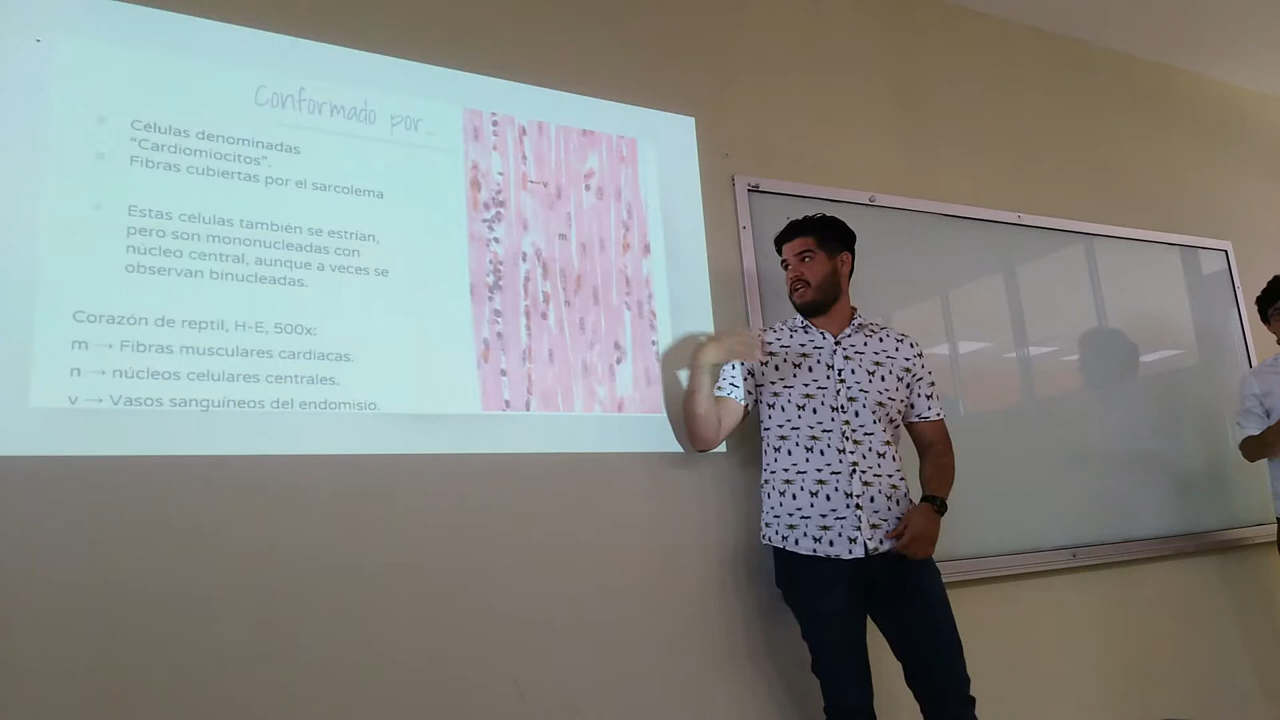 Conformado por...
Células denominadas
"Cardiomiocitos".
Fibras cubiertas por el sarcolema
Estas células también se estrían,
pero son mononucleadas con
núcleo central, aunque a veces se
observan binucleadas.
Corazón de reptil, H-E, 500x:
m → Fibras musculares cardiacas.
n → núcleos celulares centrales.
v → Vasos sanguíneos del endomisio.
v
m
n